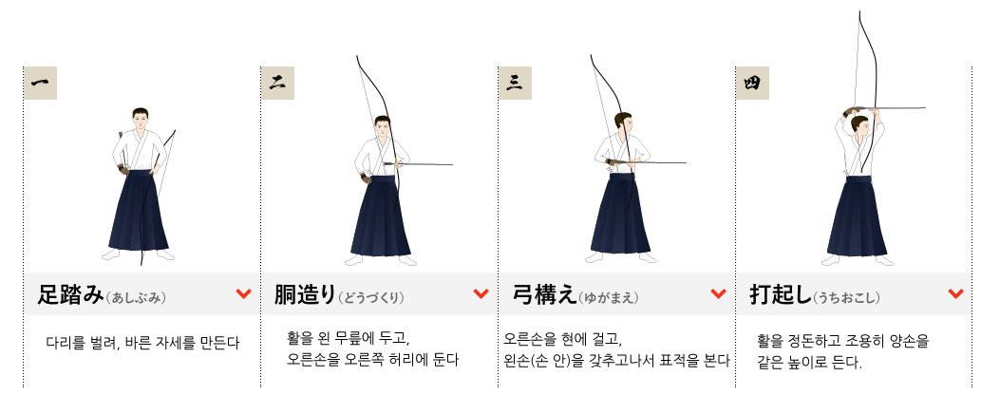 一
足踏み(あしぶみ)
다리를 벌려, 바른 자세를 만든다
二
胴造り(どうづくり)
활을 왼 무릎에 두고,
오른손을 오른쪽 허리에 둔다
三
弓構え(ゆがまえ)
오른손을 현에 걸고,
왼손(손 안)을 갖추고나서 표적을 본다
四
打起し(うちおこし)
활을 정돈하고 조용히 양손을
같은 높이로 든다.